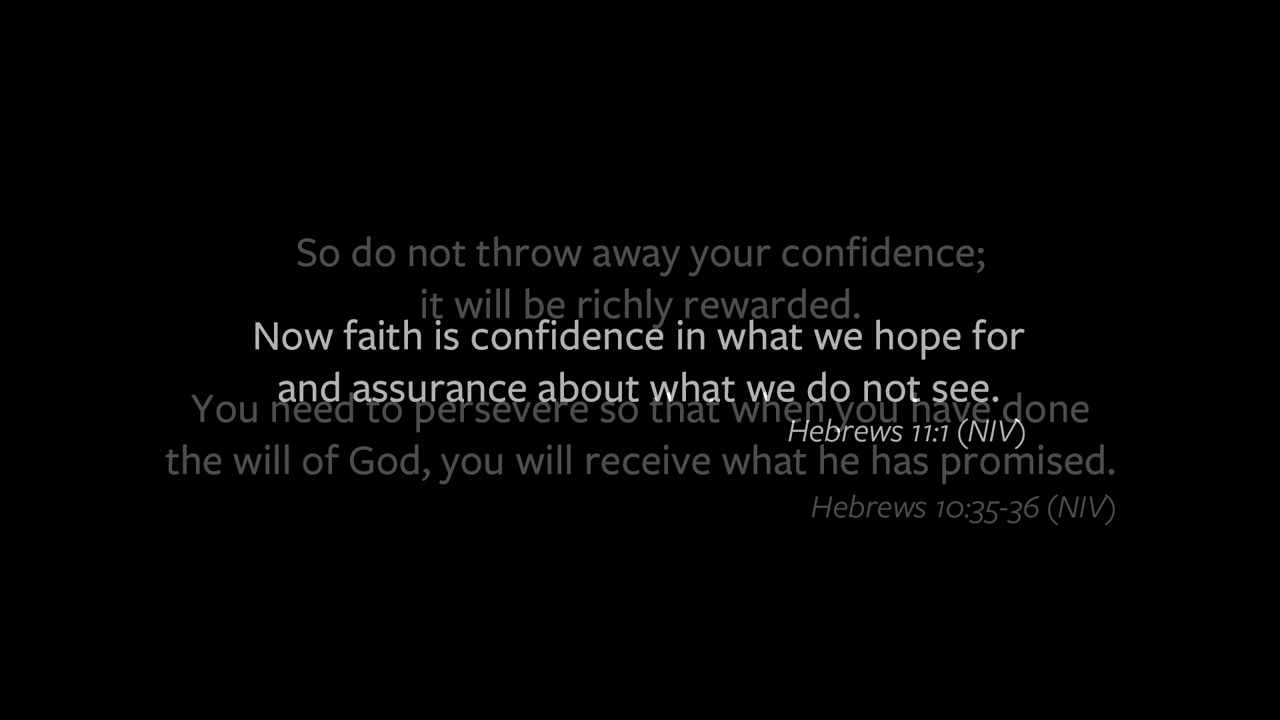 So do not throw away your confidence;
it will be richly rewarded.
Now faith is confidence in what we hope for
and assurance about what we do not see.
You need to persevere so that when you have done
Hebrews 11:1 (NIV)
the will of God, you will receive what he has promised.
Hebrews 10:35-36 (NIV)